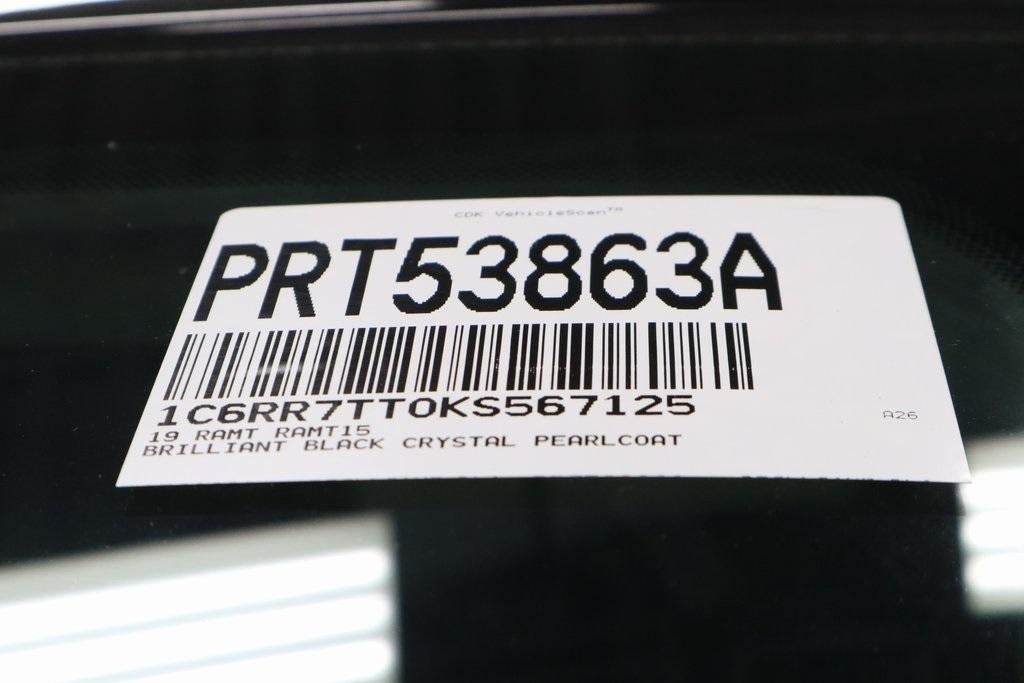 CDK VehicleScan™
PRT53863A
1C6RR7TT0KS567125
A26
19 RAMT RAMT15
BRILLIANT BLACK CRYSTAL PEARLCOAT